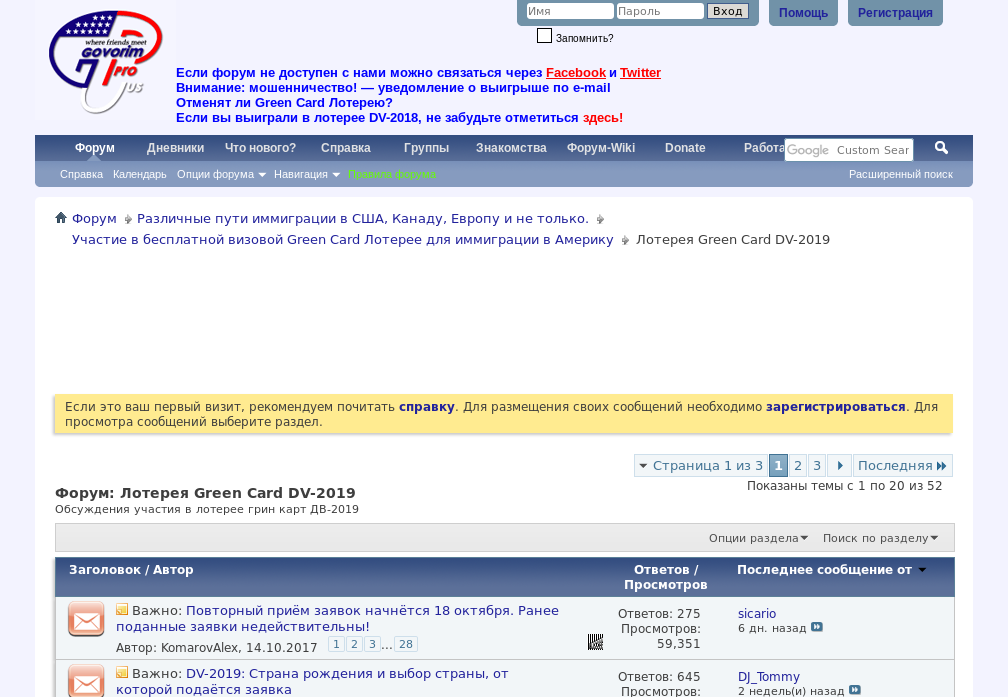 where friends meet
govorim
pro
us
Имя
Пароль
Вход
Запомнить?
Помощь
Регистрация
Если форум не доступен с нами можно связаться через Facebook и Twitter
Внимание: мошенничество! — уведомление о выигрыше по e-mail
Отменят ли Green Card Лотерею?
Если вы выиграли в лотерее DV-2018, не забудьте отметиться здесь!
Форум Дневники Что нового? Справка Группы Знакомства Форум-Wiki Donate Работа
Google Custom Sear
Справка Календарь Опции форума Навигация Правила форума Расширенный поиск
Форум Различные пути иммиграции в США, Канаду, Европу и не только.
Участие в бесплатной визовой Green Card Лотерее для иммиграции в Америку Лотерея Green Card DV-2019
Если это ваш первый визит, рекомендуем почитать справку. Для размещения своих сообщений необходимо зарегистрироваться. Для
просмотра сообщений выберите раздел.
Страница 1 из 3 1 2 3 Последняя
Показаны темы с 1 по 20 из 52
Форум: Лотерея Green Card DV-2019
Обсуждения участия в лотерее грин карт ДВ-2019
Опции раздела Поиск по разделу
Заголовок / Автор
Ответов /
Просмотров
Последнее сообщение от
Важно: Повторный приём заявок начнётся 18 октября. Ранее
поданные заявки недействительны!
Автор: KomarovAlex, 14.10.2017 1 2 3 ... 28
Ответов: 275
Просмотров:
59,351
sicario
6 дн. назад
Важно: DV-2019: Страна рождения и выбор страны, от
которой подаётся заявка
Ответов: 645
Просмотров:
DJ_Tommy
2 недель(и) назад